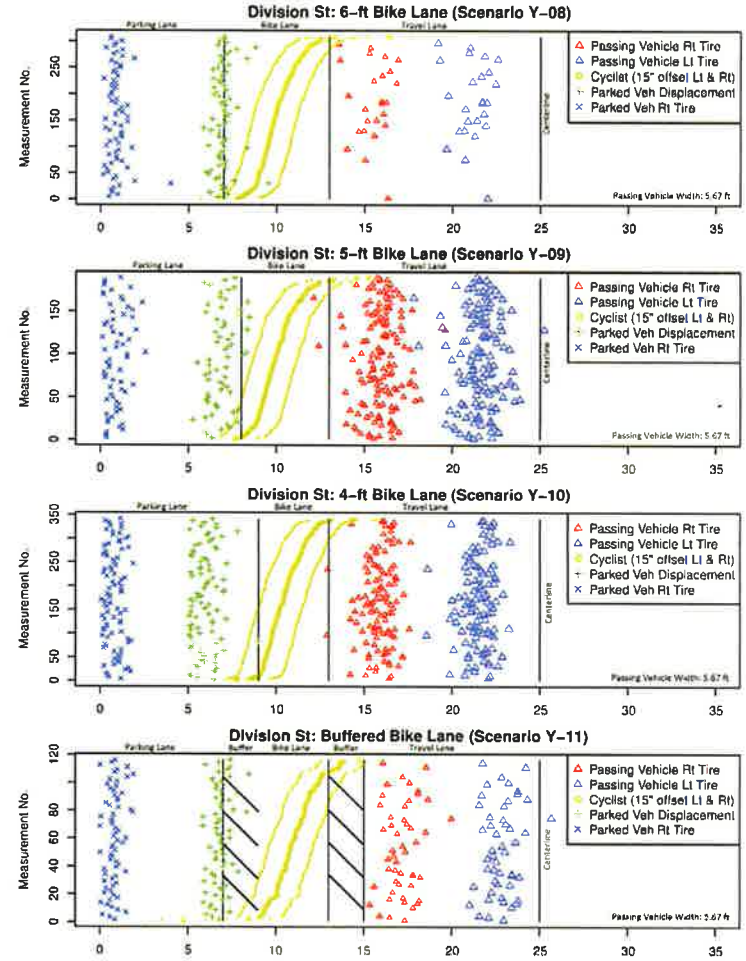 Division St: 6-ft Bike Lane (Scenario Y-08)
Parking Lane Bike Lane Travel Lane
Measurement No.
250
150
50
0
Centerline
Passing Vehicle Rt Tire
Passing Vehicle Lt Tire
Cyclist (15" offset Lt & Rt)
Parked Veh Displacement
Parked Veh Rt Tire
Passing Vehicle Width: 5.67 ft
0 5 10 15 20 25 30 35
Division St: 5-ft Bike Lane (Scenario Y-09)
Parking Lane Bike Lane Travel Lane
Measurement No.
150
100
50
0
Centerline
Passing Vehicle Rt Tire
Passing Vehicle Lt Tire
Cyclist (15" offset Lt & Rt)
Parked Veh Displacement
Parked Veh Rt Tire
Passing Vehicle Width: 5.67 ft
0 5 10 15 20 25 30 35
Division St: 4-ft Bike Lane (Scenario Y-10)
Parking Lane Bike Lane Travel Lane
Measurement No.
350
250
150
50
0
Centerline
Passing Vehicle Rt Tire
Passing Vehicle Lt Tire
Cyclist (15" offset Lt & Rt)
Parked Veh Displacement
Parked Veh Rt Tire
Passing Vehicle Width: 5.67 ft
0 5 10 15 20 25 30 35
Division St: Buffered Bike Lane (Scenario Y-11)
Parking Lane Buffer Bike Lane Buffer Travel Lane
Measurement No.
120
80
60
40
20
0
Centerline
Passing Vehicle Rt Tire
Passing Vehicle Lt Tire
Cyclist (15" offset Lt & Rt)
Parked Veh Displacement
Parked Veh Rt Tire
Passing Vehicle Width: 5.67 ft
0 5 10 15 20 25 30 35